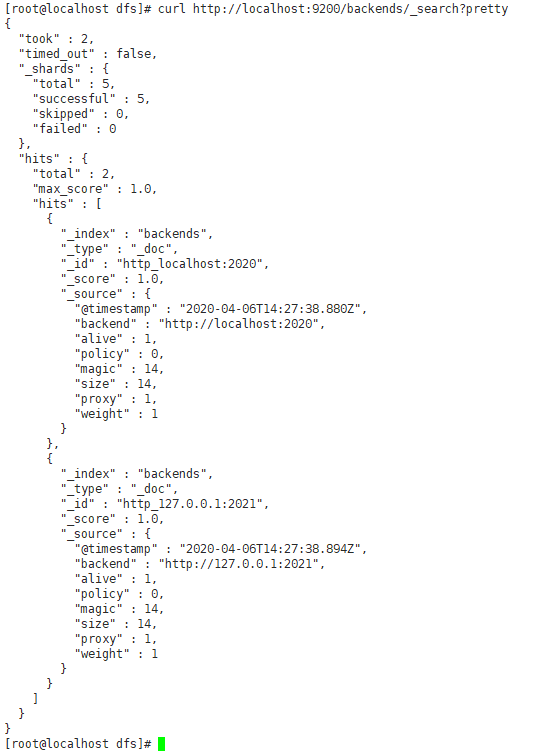 [root@localhost dfs]# curl http://localhost:9200/backends/_search?pretty
{
  "took" : 2,
  "timed_out" : false,
  "_shards" : {
    "total" : 5,
    "successful" : 5,
    "skipped" : 0,
    "failed" : 0
  },
  "hits" : {
    "total" : 2,
    "max_score" : 1.0,
    "hits" : [
      {
        "_index" : "backends",
        "_type" : "_doc",
        "_id" : "http_localhost:2020",
        "_score" : 1.0,
        "_source" : {
          "@timestamp" : "2020-04-06T14:27:38.880Z",
          "backend" : "http://localhost:2020",
          "alive" : 1,
          "policy" : 0,
          "magic" : 14,
          "size" : 14,
          "proxy" : 1,
          "weight" : 1
        }
      },
      {
        "_index" : "backends",
        "_type" : "_doc",
        "_id" : "http_127.0.0.1:2021",
        "_score" : 1.0,
        "_source" : {
          "@timestamp" : "2020-04-06T14:27:38.894Z",
          "backend" : "http://127.0.0.1:2021",
          "alive" : 1,
          "policy" : 0,
          "magic" : 14,
          "size" : 14,
          "proxy" : 1,
          "weight" : 1
        }
      }
    ]
  }
}
[root@localhost dfs]#